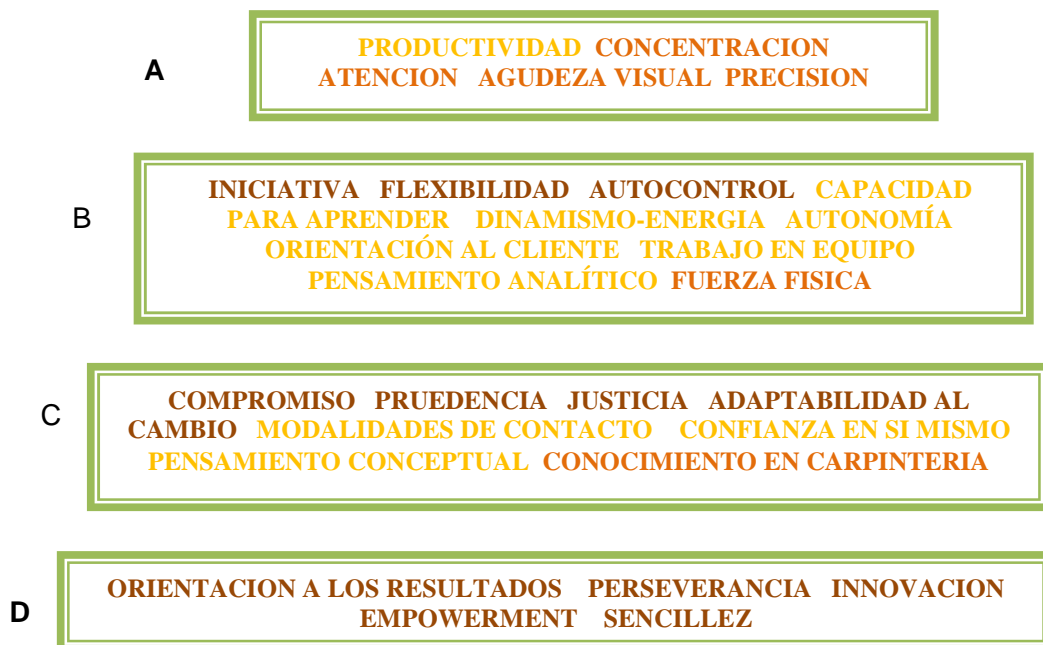 A
PRODUCTIVIDAD CONCENTRACION
ATENCION AGUDEZA VISUAL PRECISION
B
INICIATIVA FLEXIBILIDAD AUTOCONTROL CAPACIDAD
PARA APRENDER DINAMISMO-ENERGIA AUTONOMÍA
ORIENTACIÓN AL CLIENTE TRABAJO EN EQUIPO
PENSAMIENTO ANALÍTICO FUERZA FISICA
C
COMPROMISO PRUEDENCIA JUSTICIA ADAPTABILIDAD AL
CAMBIO MODALIDADES DE CONTACTO CONFIANZA EN SI MISMO
PENSAMIENTO CONCEPTUAL CONOCIMIENTO EN CARPINTERIA
D
ORIENTACION A LOS RESULTADOS PERSEVERANCIA INNOVACION
EMPOWERMENT SENCILLEZ